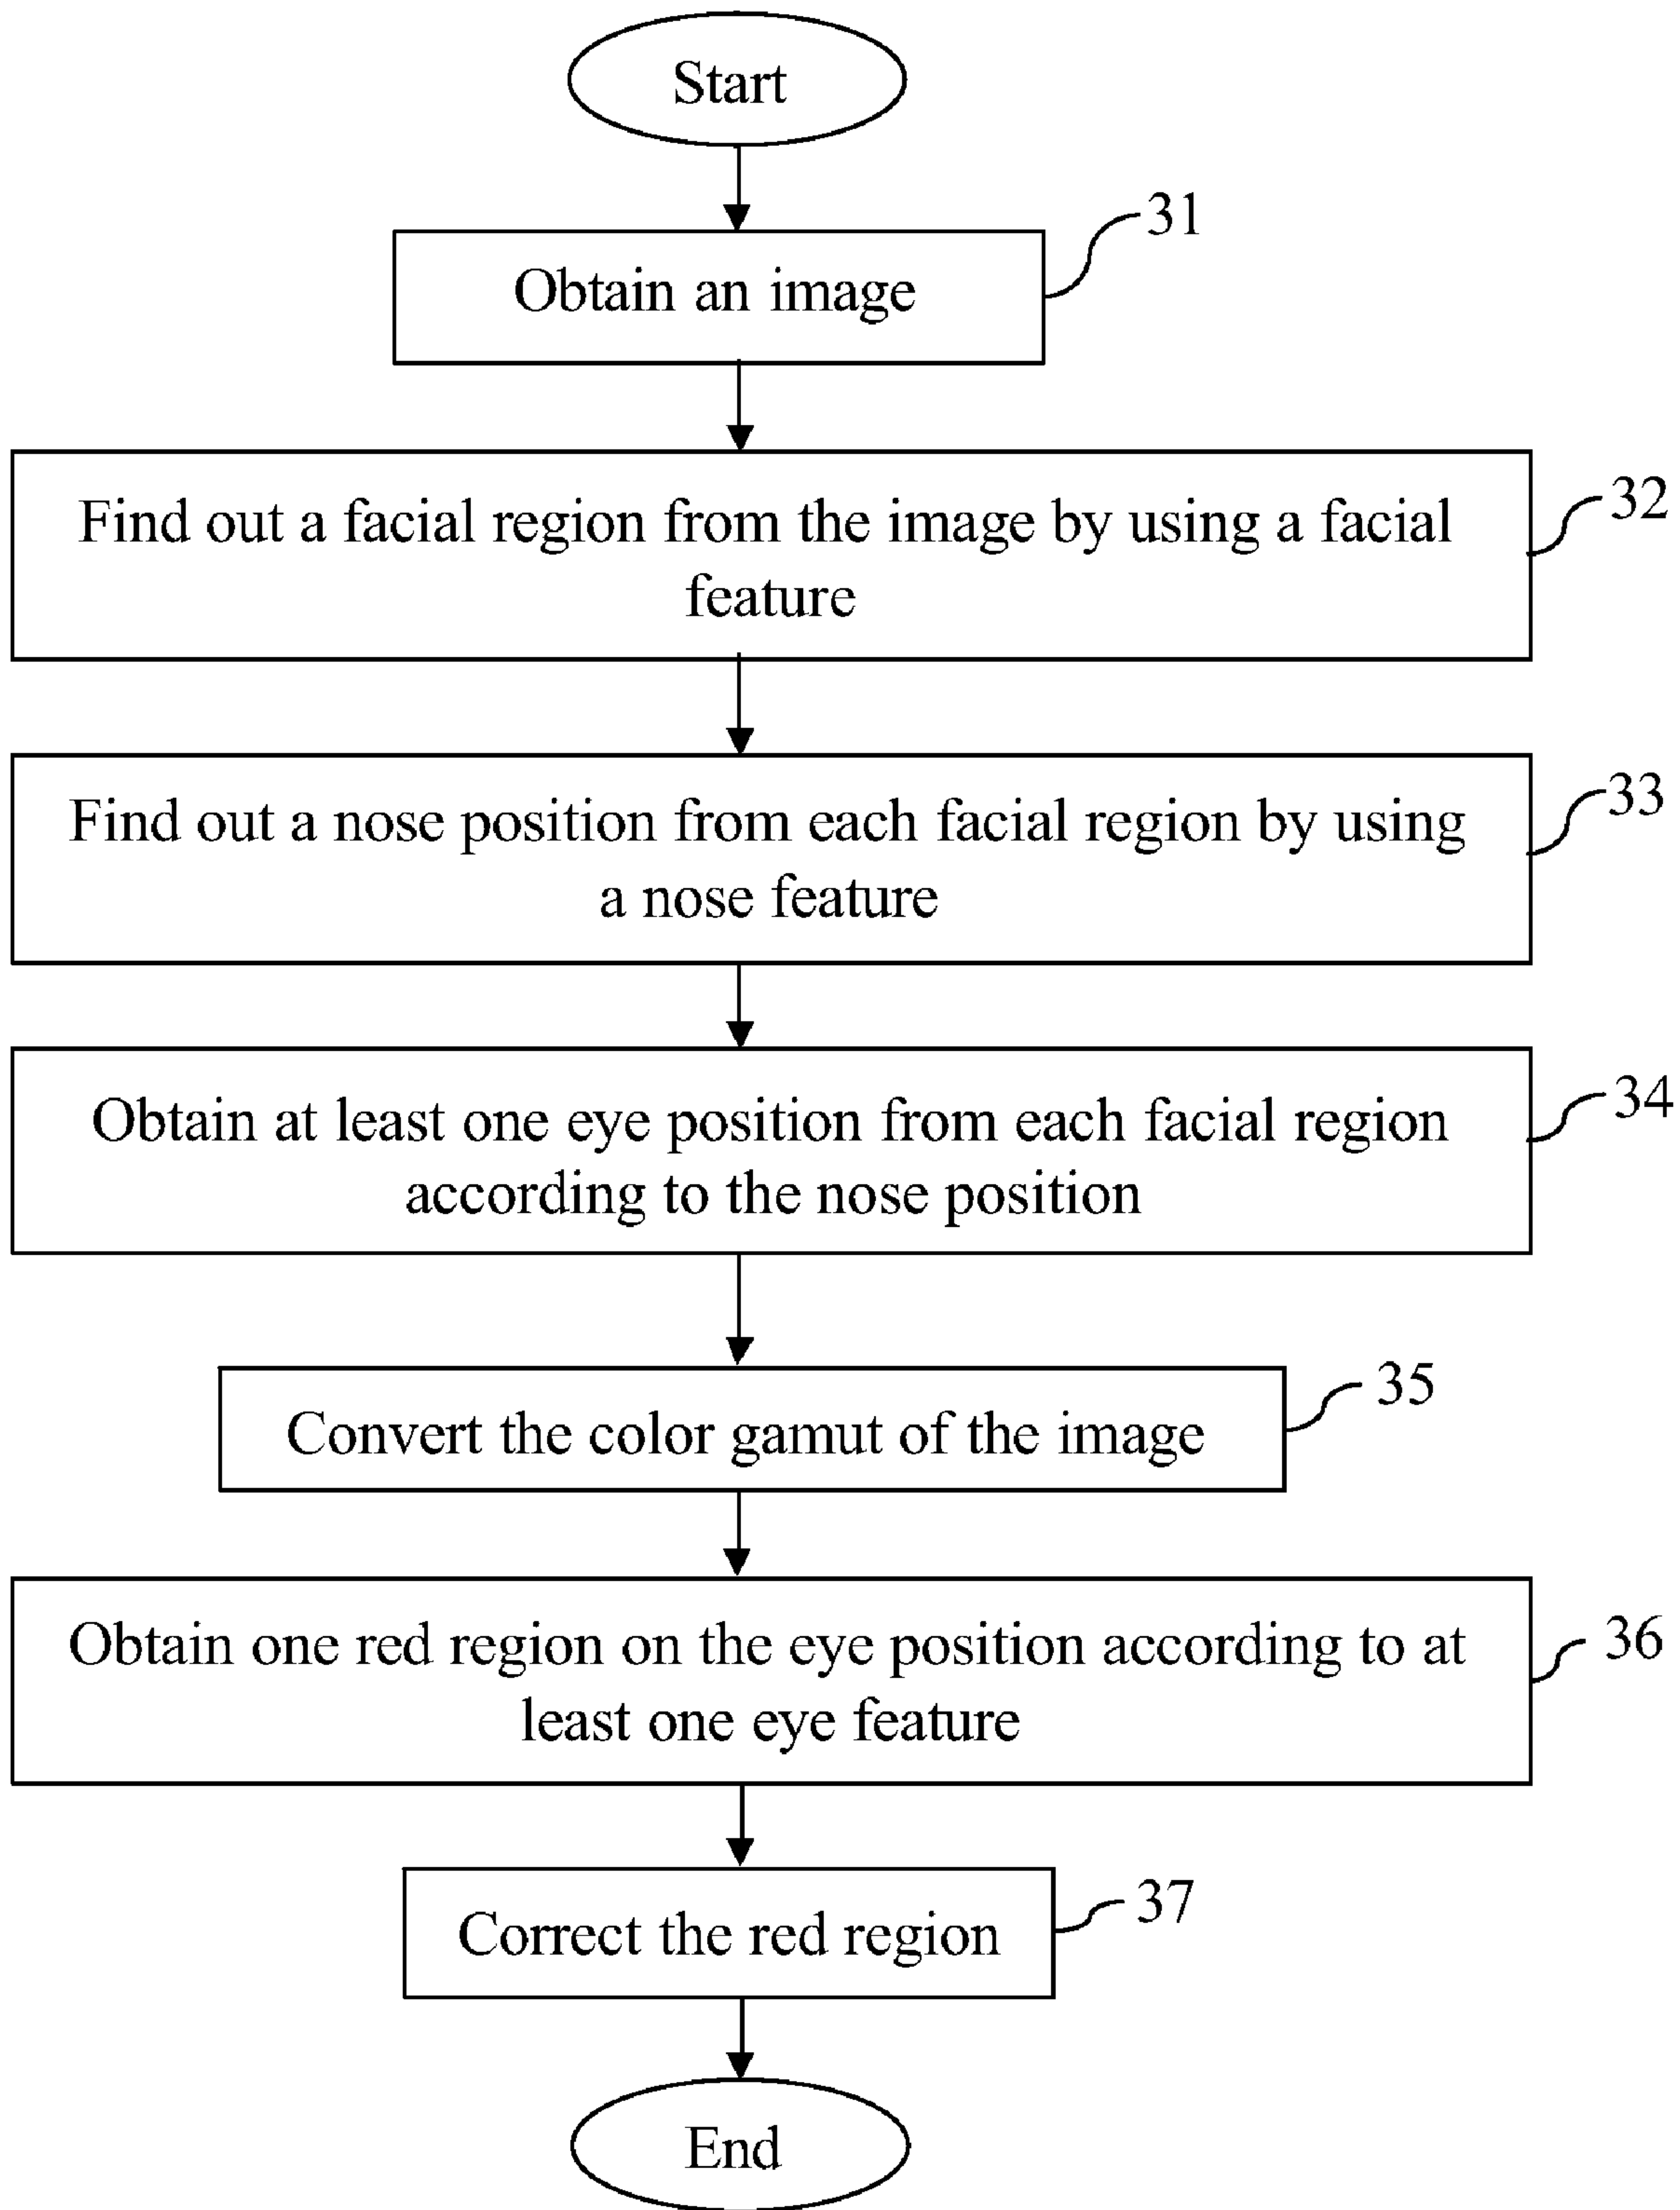 Start
31
Obtain an image
32
Find out a facial region from the image by using a facial
feature
33
Find out a nose position from each facial region by using
a nose feature
34
Obtain at least one eye position from each facial region
according to the nose position
35
Convert the color gamut of the image
36
Obtain one red region on the eye position according to at
least one eye feature
37
Correct the red region
End